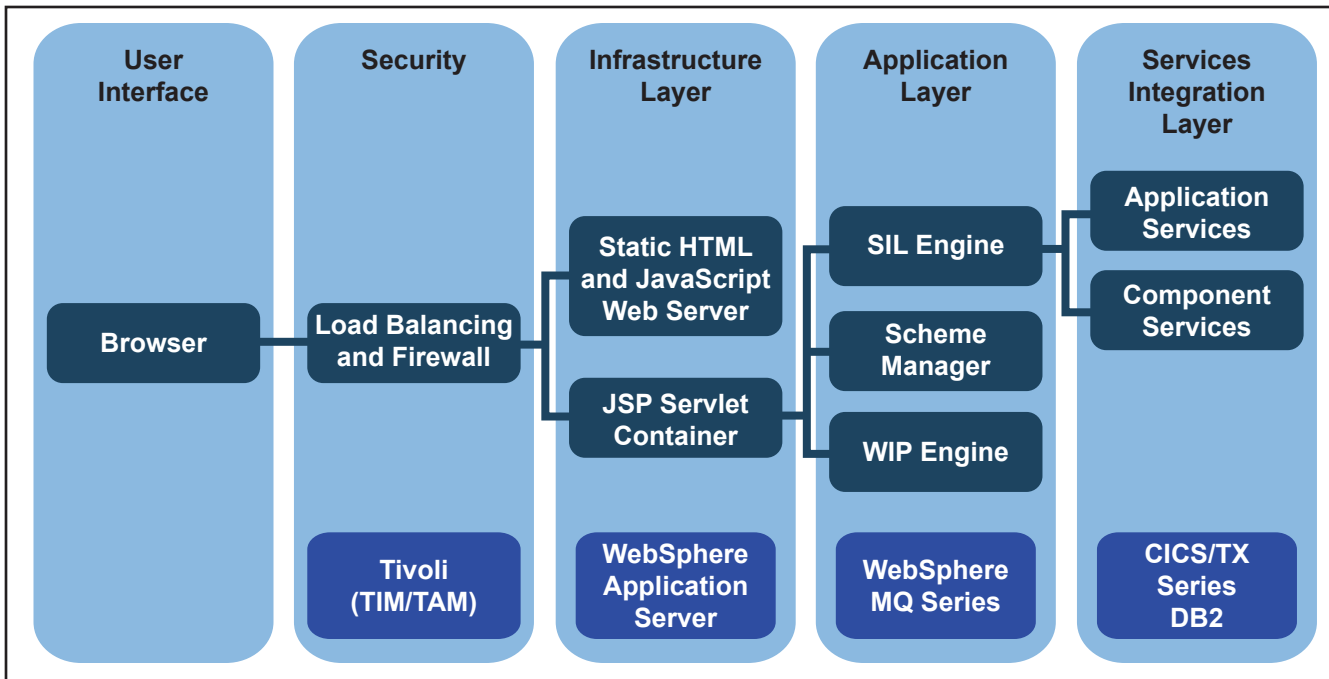 User
Interface
Security
Infrastructure
Layer
Application
Layer
Services
Integration
Layer
Browser
Load Balancing
and Firewall
Static HTML
and JavaScript
Web Server
JSP Servlet
Container
SIL Engine
Scheme
Manager
WIP Engine
Application
Services
Component
Services
Tivoli
(TIM/TAM)
WebSphere
Application
Server
WebSphere
MQ Series
CICS/TX
Series
DB2